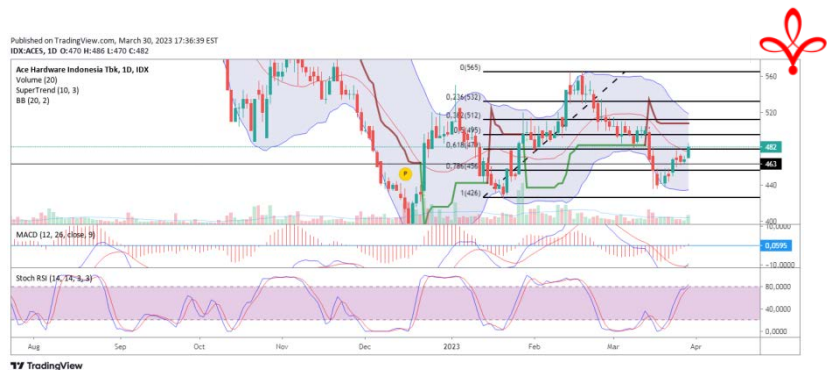 Published on TradingView.com, March 30, 2023 17:36:39 EST
IDX:ACES, 1D O:470 H:486 L:470 C:482
Ace Hardware Indonesia Tbk, 1D, IDX
Volume (20)
SuperTrend (10, 3)
BB (20, 2)
0(565)
0,236(532)
0,382(512)
0,618(479)
0,786(456)
1(426)
P
560
520
482
463
440
400
MACD (12, 26, close, 9)
10,0000
0,0595
-10,0000
Stoch RSI (14, 14, 3, 3)
80,0000
40,0000
0,0000
Aug Sep Oct Nov Dec 2023 Feb Mar Apr
TradingView